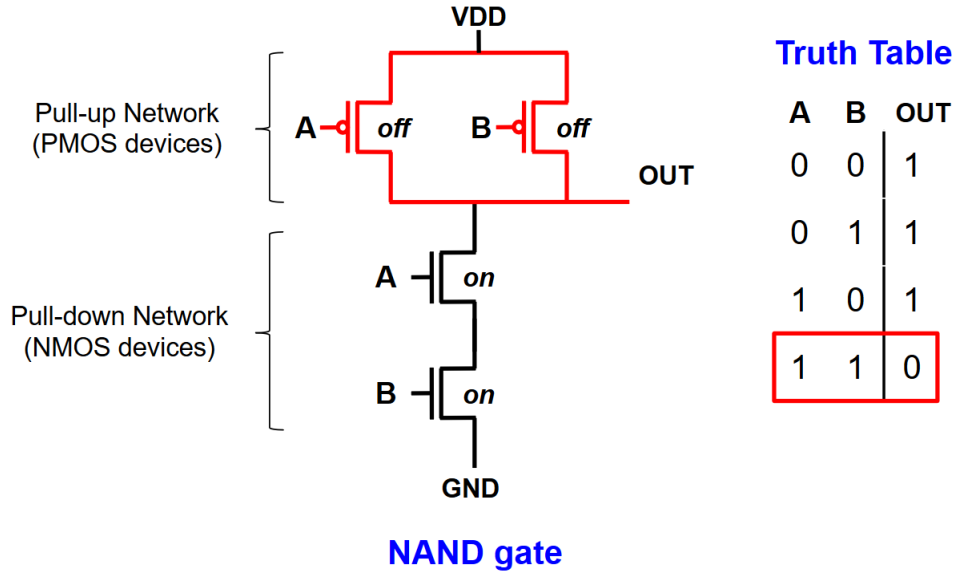 VDD
Truth Table
Pull-up Network
(PMOS devices)
A off B off
OUT
A B OUT
0 0 1
0 1 1
1 0 1
1 1 0
Pull-down Network
(NMOS devices)
A on
B on
GND
NAND gate